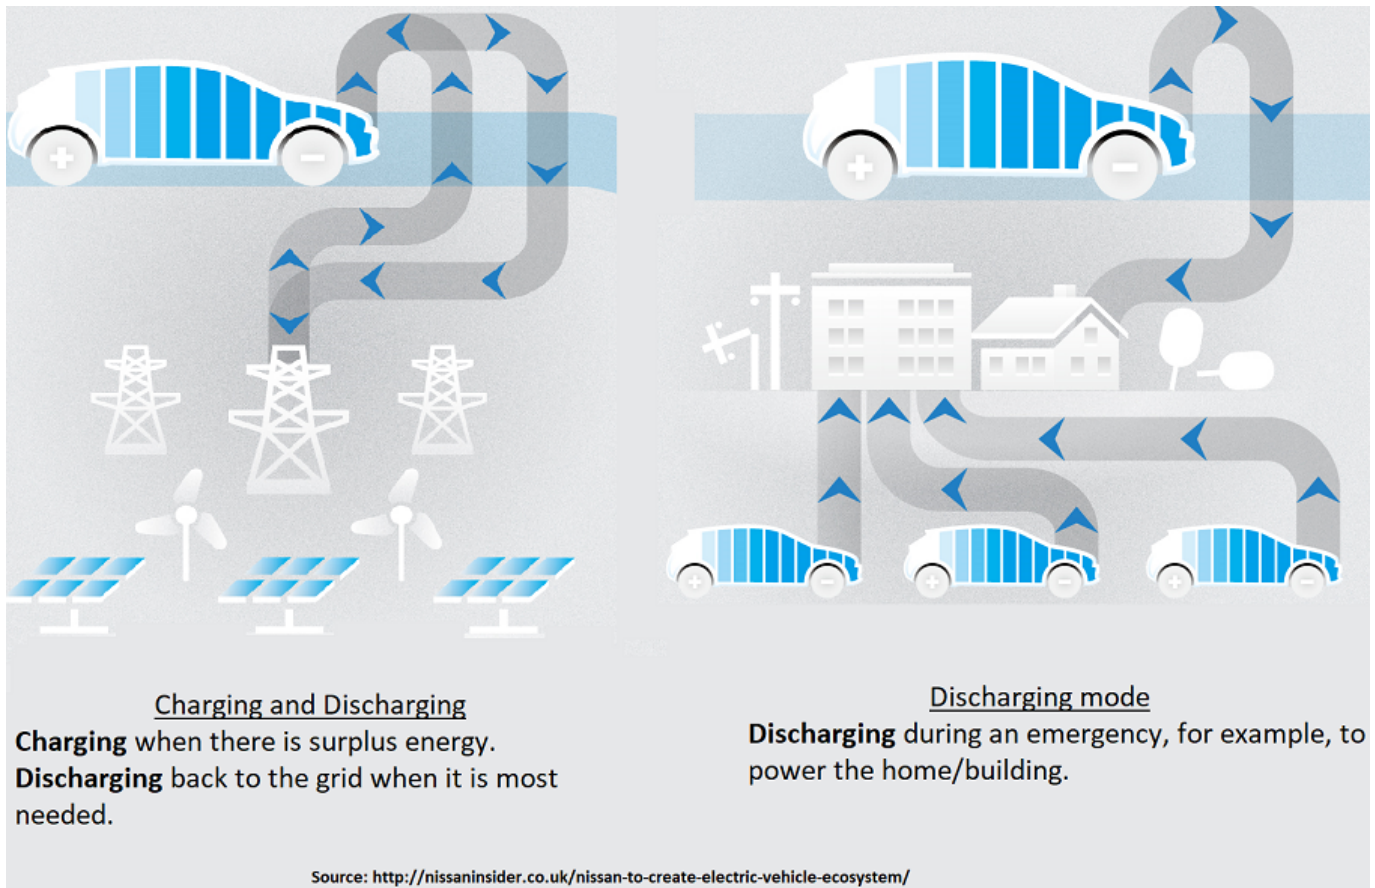 Charging and Discharging
Charging when there is surplus energy.
Discharging back to the grid when it is most
needed.
Discharging mode
Discharging during an emergency, for example, to
power the home/building.
Source: http://nissaninsider.co.uk/nissan-to-create-electric-vehicle-ecosystem/